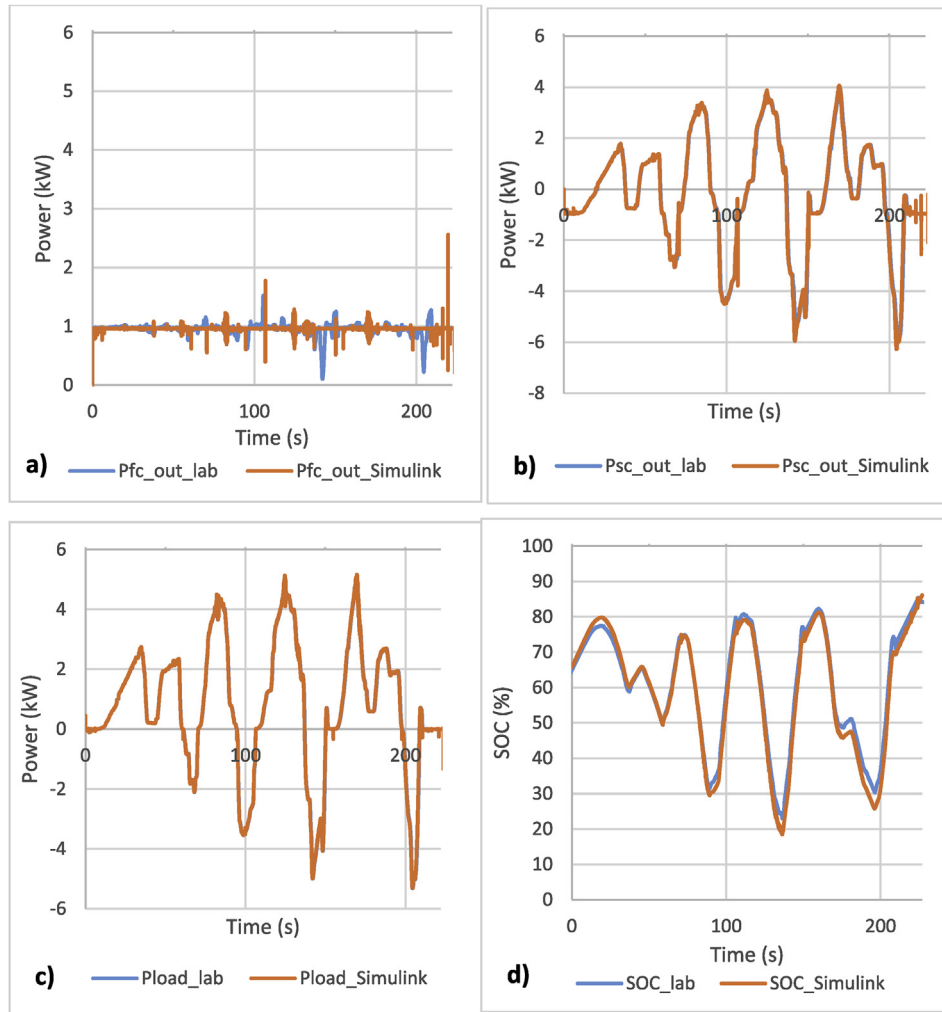 6
5
4
3
2
1
0
Power (kW)
0
100
200
Time (s)
a)
Pfc_out_lab
Pfc_out_Simulink
6
4
2
0
-2
-4
-6
-8
Power (kW)
0
100
200
Time (s)
b)
Psc_out_lab
Psc_out_Simulink
6
4
2
0
-2
-4
-6
Power (kW)
0
100
200
Time (s)
c)
Pload_lab
Pload_Simulink
100
90
80
70
60
50
40
30
20
10
0
SOC (%)
0
100
200
Time (s)
d)
SOC_lab
SOC_Simulink